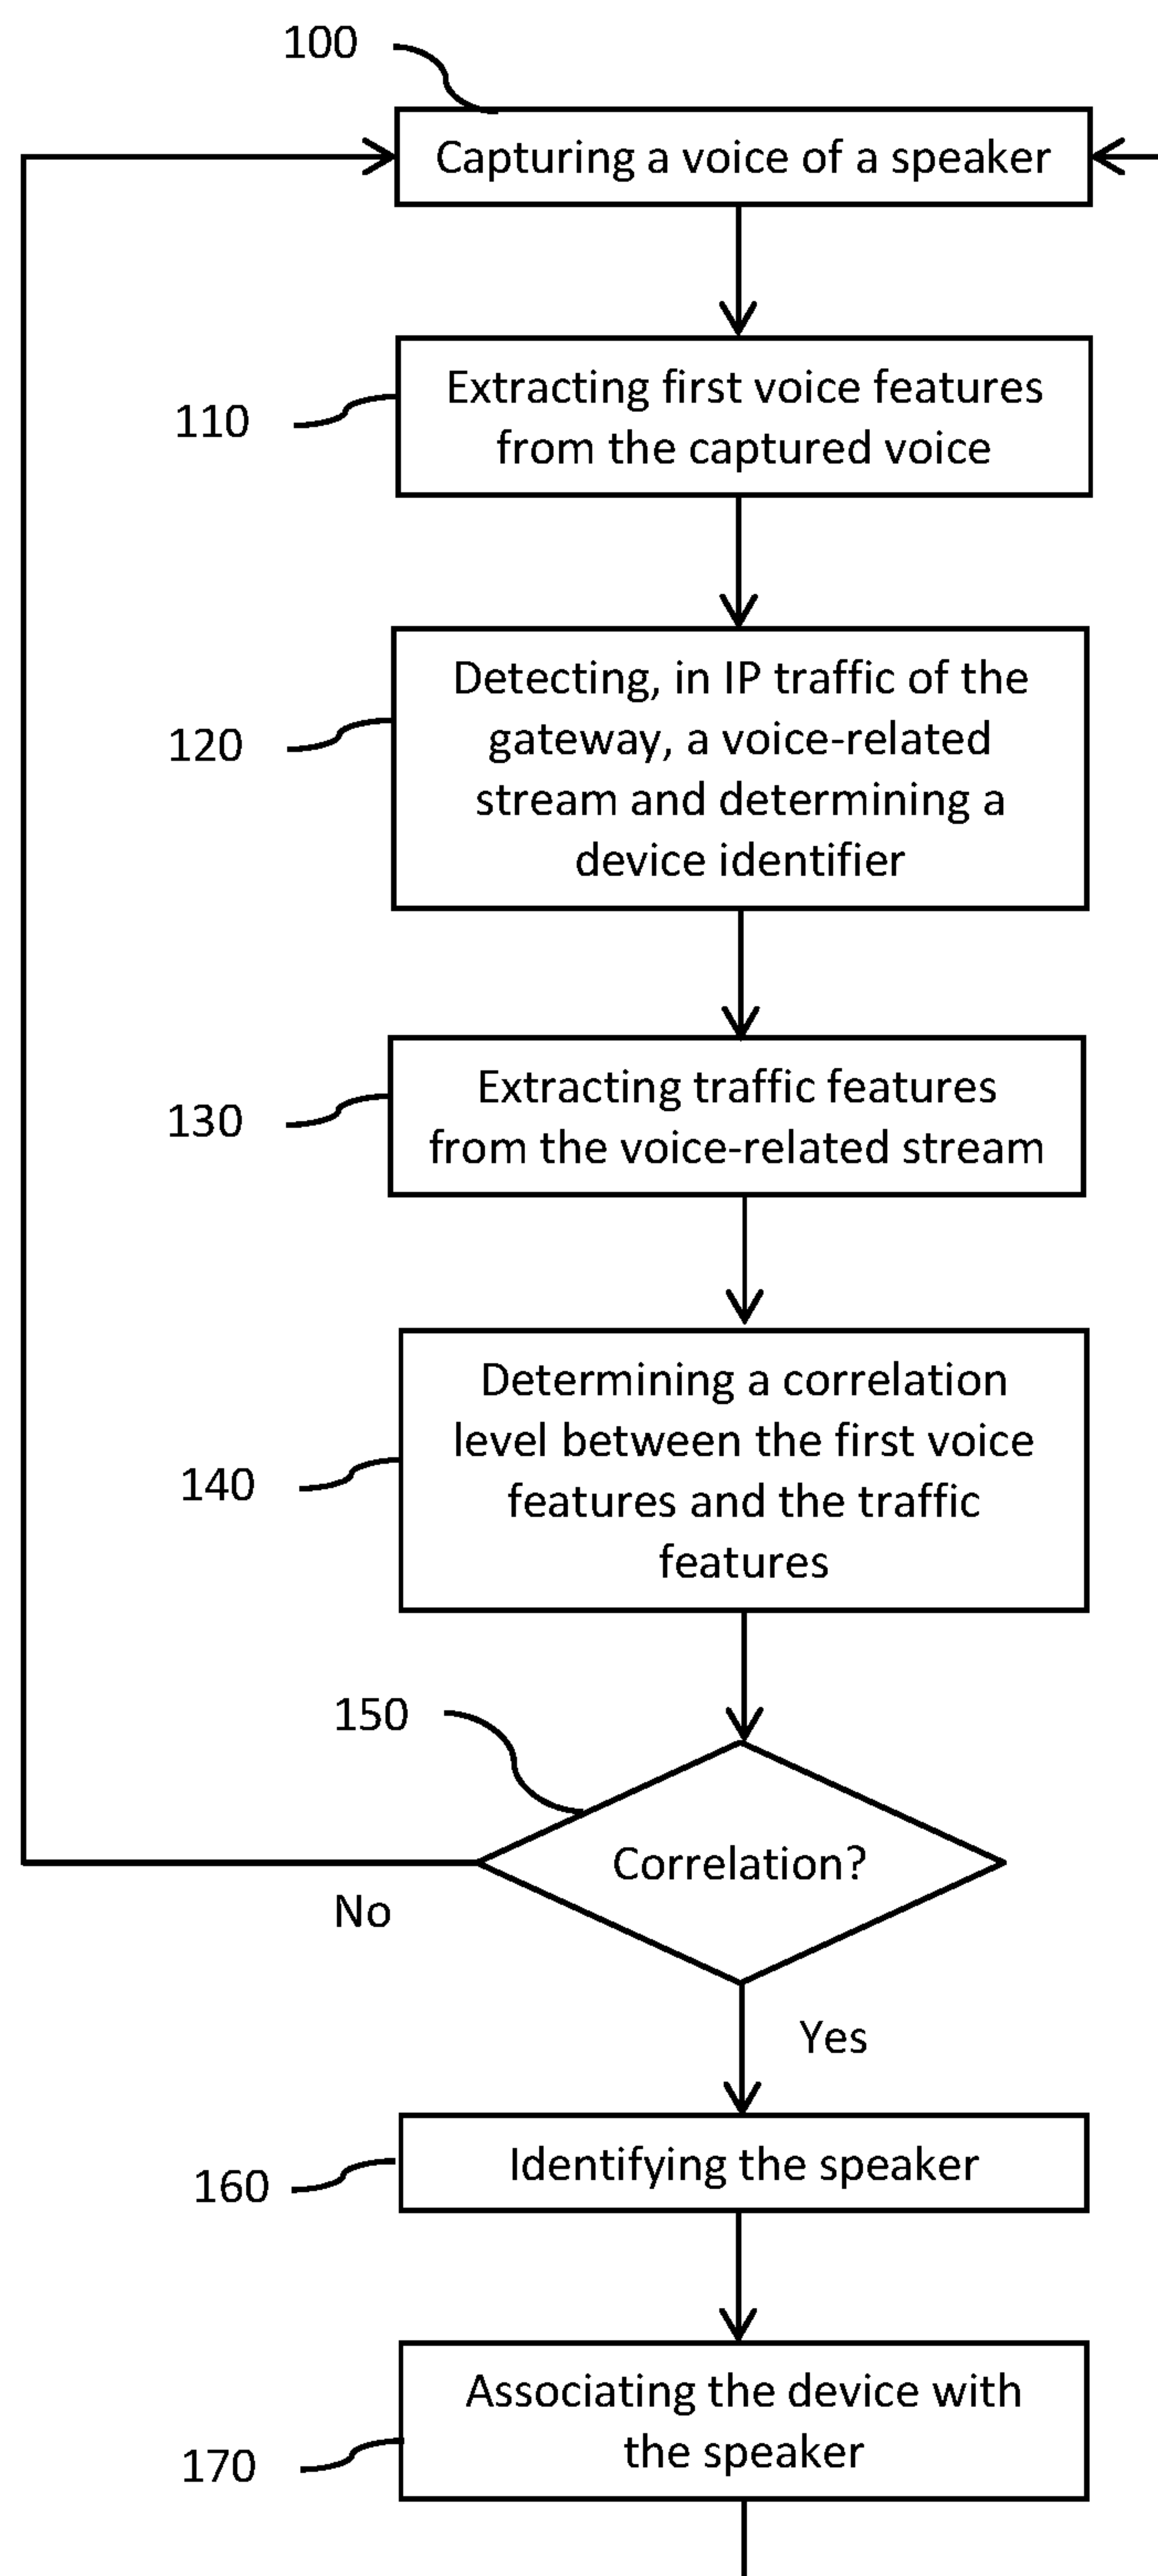 100
Capturing a voice of a speaker
110
Extracting first voice features
from the captured voice
120
Detecting, in IP traffic of the
gateway, a voice-related
stream and determining a
device identifier
130
Extracting traffic features
from the voice-related stream
140
Determining a correlation
level between the first voice
features and the traffic
features
150
Correlation?
No
Yes
160
Identifying the speaker
170
Associating the device with
the speaker